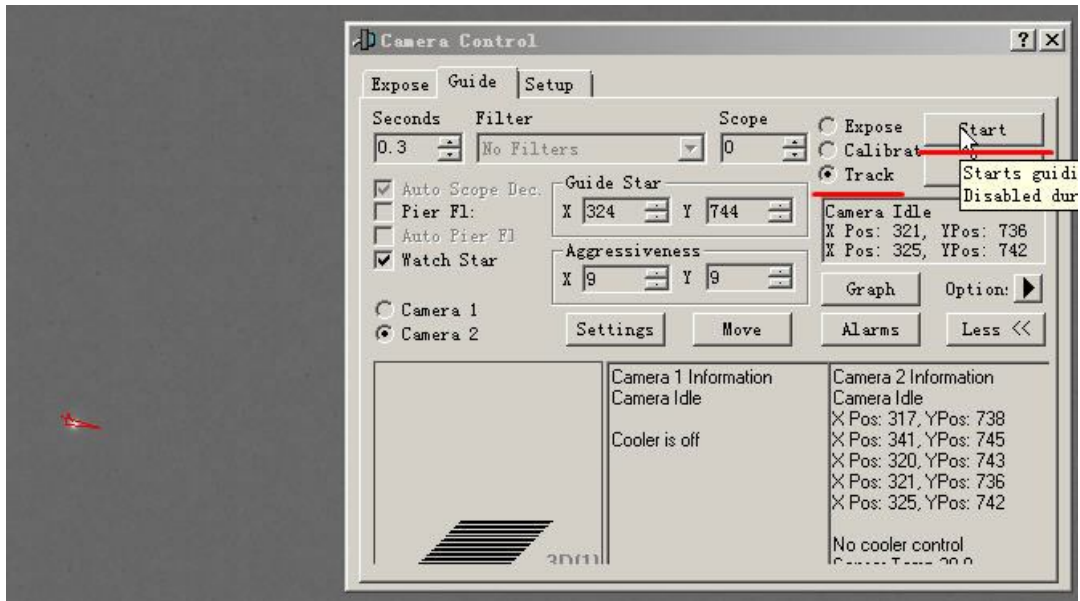 Camera Control
Expose Guide Setup
Seconds Filter Scope
0.3 No Filters 0
Expose
Calibrat
Track
Start
Starts guidi
Disabled dur
Auto Scope Dec.
Pier Fl:
Auto Pier Fl
Watch Star
Guide Star
X 324 Y 744
Aggressiveness
X 9 Y 9
Camera Idle
X Pos: 321, YPos: 736
X Pos: 325, YPos: 742
Graph Option:
Camera 1
Camera 2
Settings Move Alarms Less <<
Camera 1 Information
Camera Idle
Cooler is off
Camera 2 Information
Camera Idle
X Pos: 317, YPos: 738
X Pos: 341, YPos: 745
X Pos: 320, YPos: 743
X Pos: 321, YPos: 736
X Pos: 325, YPos: 742
No cooler control
3D(1)